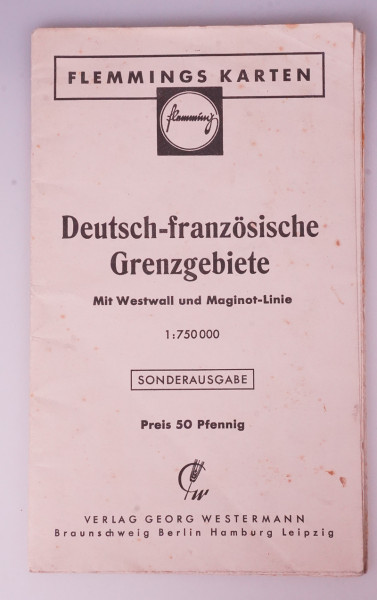 FLEMMINGS KARTEN
flemming
Deutsch-französische
Grenzgebiete
Mit Westwall und Maginot-Linie
1:750000
SONDERAUSGABE
Preis 50 Pfennig
VERLAG GEORG WESTERMANN
Braunschweig Berlin Hamburg Leipzig